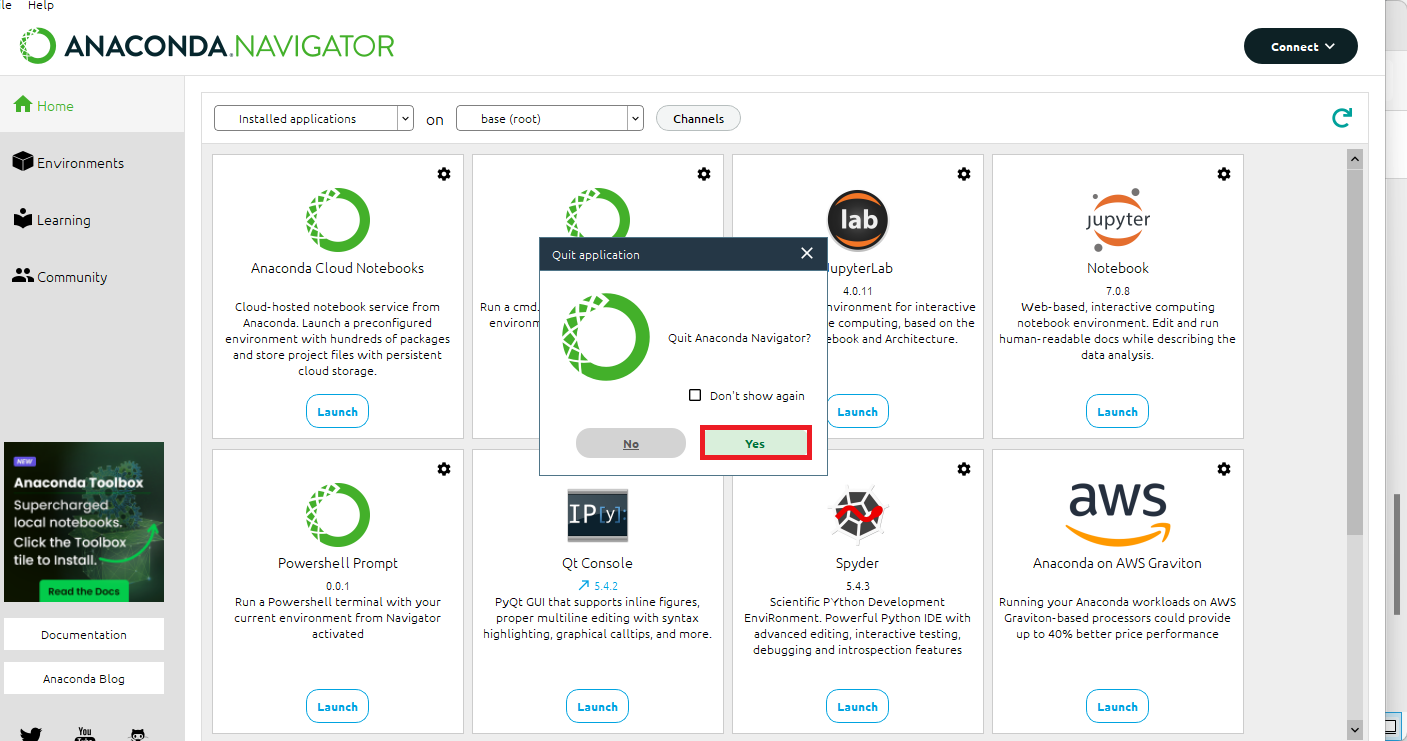 Help
ANACONDA.NAVIGATOR
Connect
Home
Environments
Learning
Community
Installed applications
on
base (root)
Channels
Anaconda Cloud Notebooks
Cloud-hosted notebook service from
Anaconda. Launch a preconfigured
environment with hundreds of packages
and store project files with persistent
cloud storage.
Launch
Run a cmd.
environm
lab
JupyterLab
4.0.11
nvironment for interactive
e computing, based on the
ebook and Architecture.
Launch
jupyter
Notebook
7.0.8
Web-based, interactive computing
notebook environment. Edit and run
human-readable docs while describing the
data analysis.
Launch
Quit application
Quit Anaconda Navigator?
Don't show again
No
Yes
Powershell Prompt
0.0.1
Run a Powershell terminal with your
current environment from Navigator
activated
Launch
IP[y]:
Qt Console
5.4.2
PyQt GUI that supports inline figures,
proper multiline editing with syntax
highlighting, graphical calltips, and more.
Launch
Spyder
5.4.3
Scientific PYthon Development
EnviRonment. Powerful Python IDE with
advanced editing, interactive testing,
debugging and introspection features
Launch
aws
Anaconda on AWS Graviton
Running your Anaconda workloads on AWS
Graviton-based processors could provide
up to 40% better price performance
Launch
NEW
Anaconda Toolbox
Supercharged
local notebooks.
Click the Toolbox
tile to Install.
Read the Docs
Documentation
Anaconda Blog
You